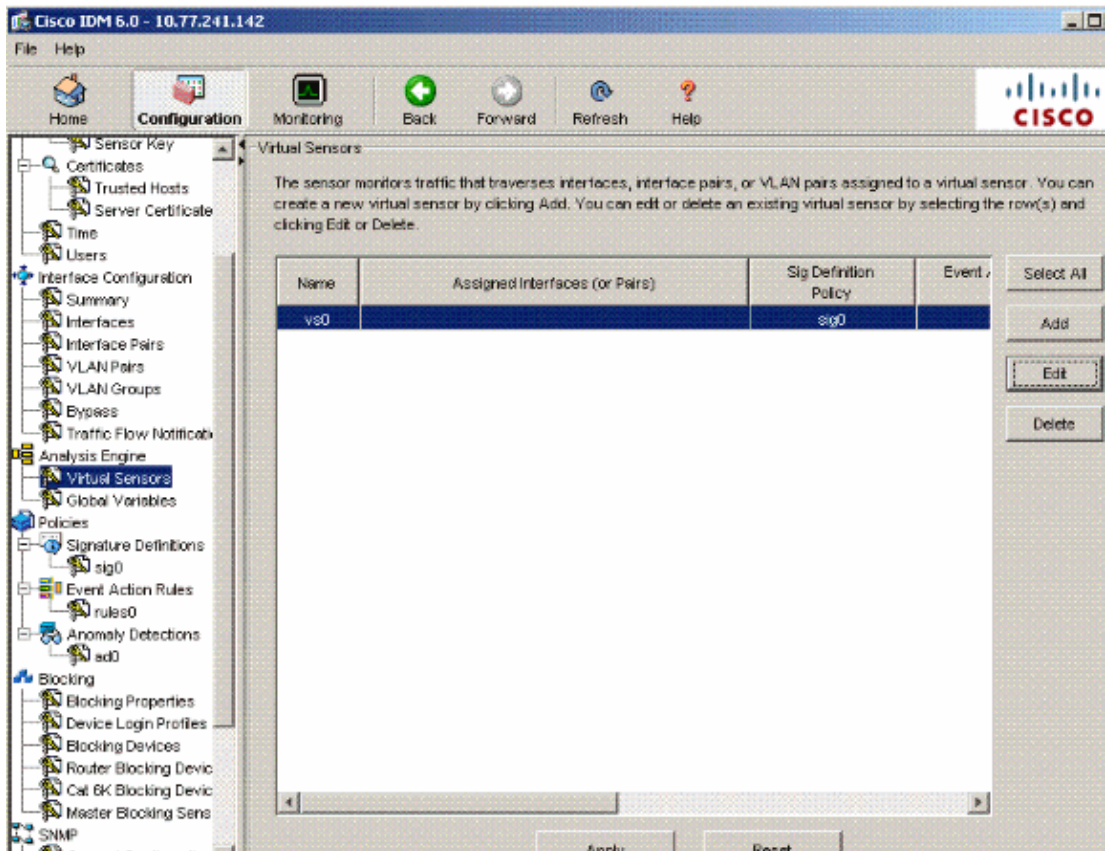 Cisco IDM 6.0 - 10.77.241.142
File Help
Home Configuration Monitoring Back Forward Refresh Help
CISCO
Sensor Key
Certificates
Trusted Hosts
Server Certificate
Time
Users
Interface Configuration
Summary
Interfaces
Interface Pairs
VLAN Pairs
VLAN Groups
Bypass
Traffic Flow Notificati
Analysis Engine
Virtual Sensors
Global Variables
Policies
Signature Definitions
sig0
Event Action Rules
rules0
Anomaly Detections
ad0
Blocking
Blocking Properties
Device Login Profiles
Blocking Devices
Router Blocking Devic
Cat 6K Blocking Devic
Master Blocking Sens
SNMP
Virtual Sensors
The sensor monitors traffic that traverses interfaces, interface pairs, or VLAN pairs assigned to a virtual sensor. You can
create a new virtual sensor by clicking Add. You can edit or delete an existing virtual sensor by selecting the row(s) and
clicking Edit or Delete.
Name Assigned Interfaces (or Pairs) Sig Definition Policy Event
vs0 sig0
Select All
Add
Edit
Delete
Apply Reset